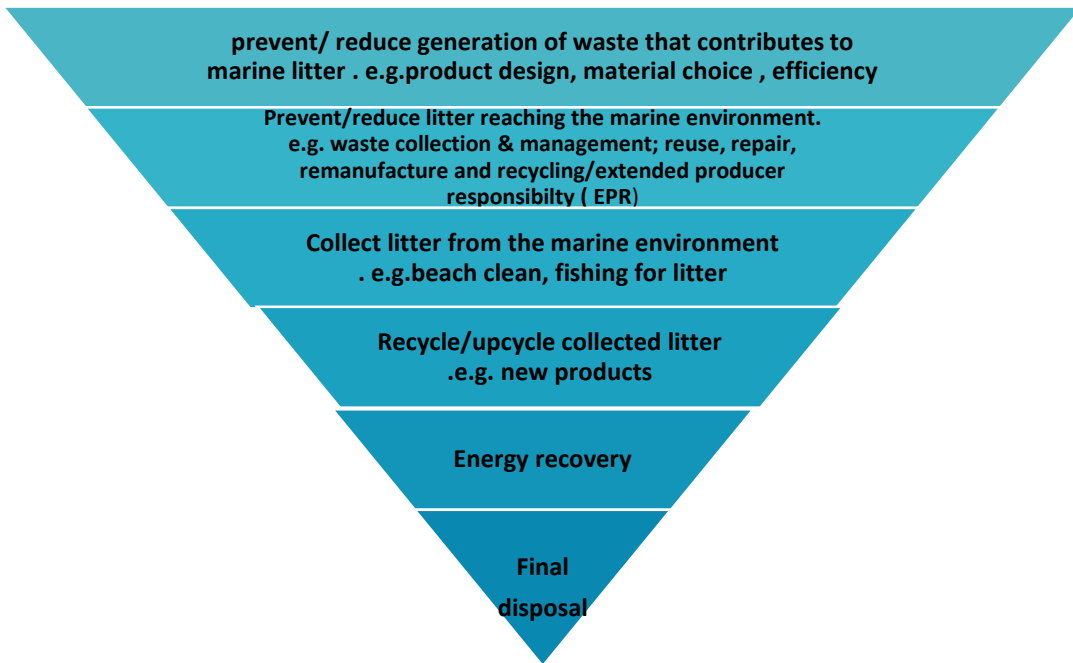 prevent/ reduce generation of waste that contributes to
marine litter . e.g.product design, material choice , efficiency
Prevent/reduce litter reaching the marine environment.
e.g. waste collection & management; reuse, repair,
remanufacture and recycling/extended producer
responsibilty ( EPR)
Collect litter from the marine environment
. e.g.beach clean, fishing for litter
Recycle/upcycle collected litter
.e.g. new products
Energy recovery
Final
disposal